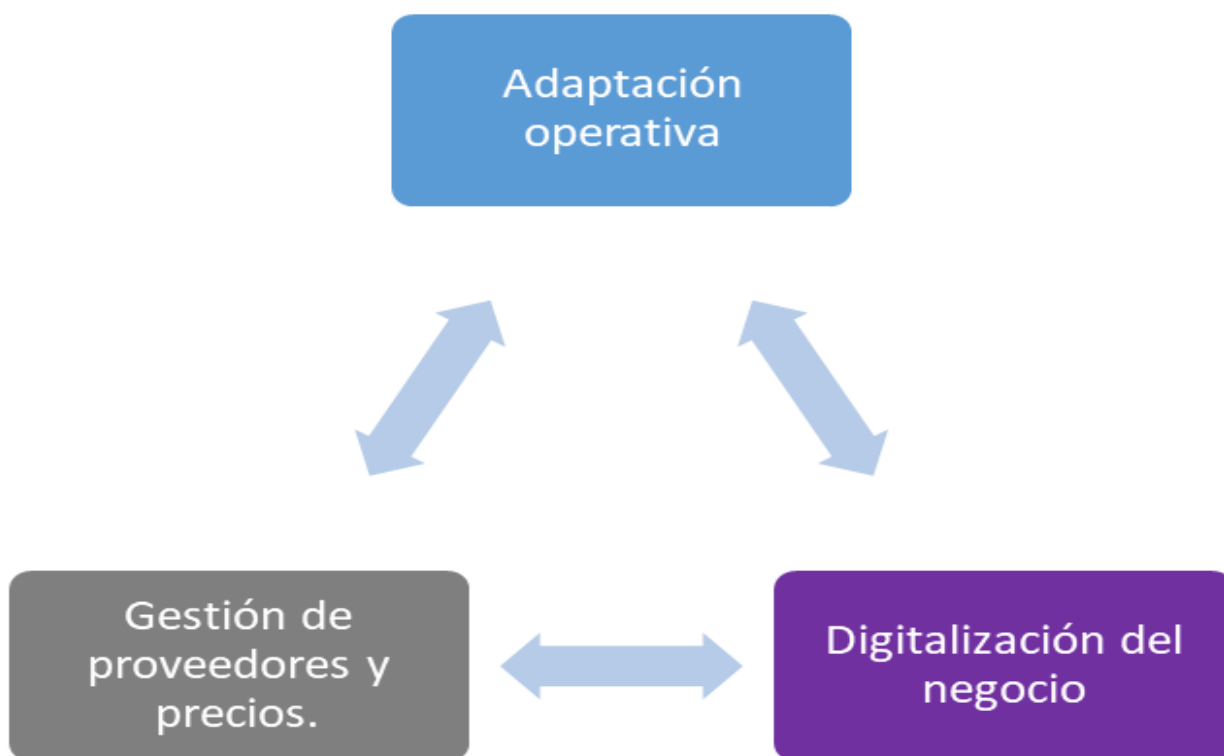 Adaptación
operativa
Gestión de
proveedores y
precios.
Digitalización del
negocio